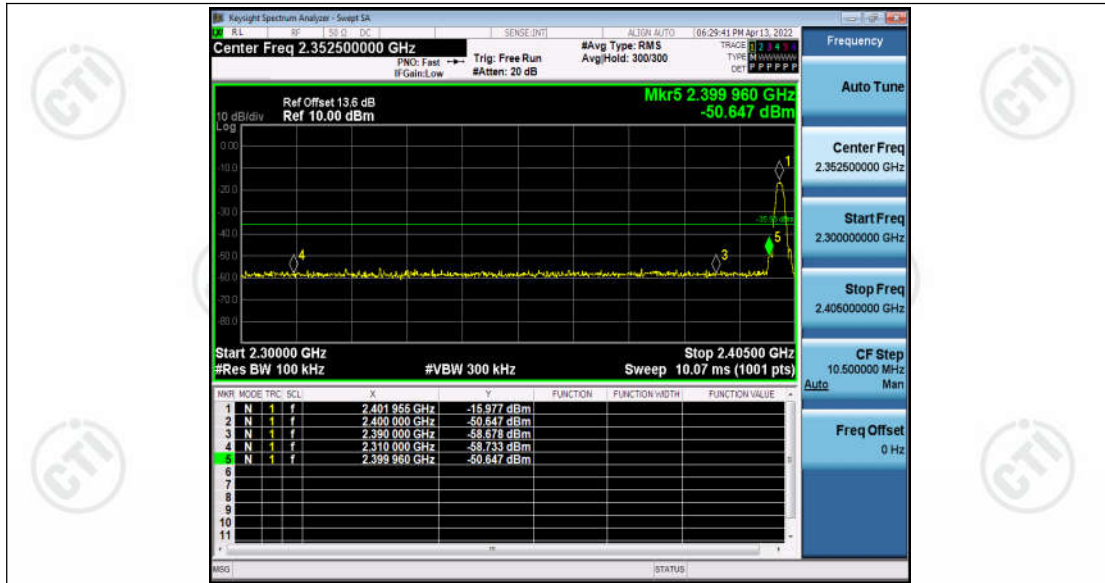 Keysight Spectrum Analyzer - Swept SA
RL RF 50 Ω DC SENSE:INT ALIGN AUTO 06:29:41 PM Apr 13, 2022
Center Freq 2.352500000 GHz
PNO: Fast
IFGain:Low
Trig: Free Run
#Atten: 20 dB
#Avg Type: RMS
Avg|Hold: 300/300
TRACE 1 2 3 4 5 6
TYPE M WWWWW
DET P P P P P P
Mkr5 2.399 960 GHz
-50.647 dBm
Ref Offset 13.6 dB
10 dB/div Ref 10.00 dBm
Log
0.00
-10.0
-20.0
-30.0
-40.0
-50.0
-60.0
-70.0
-80.0
1
5
3
4
Start 2.30000 GHz Stop 2.40500 GHz
#Res BW 100 kHz #VBW 300 kHz Sweep 10.07 ms (1001 pts)
MKR MODE TRC SCL X Y FUNCTION FUNCTION WIDTH FUNCTION VALUE
1 N 1 f 2.401 955 GHz -15.977 dBm
2 N 1 f 2.400 000 GHz -50.647 dBm
3 N 1 f 2.390 000 GHz -58.678 dBm
4 N 1 f 2.310 000 GHz -58.733 dBm
5 N 1 f 2.399 960 GHz -50.647 dBm
6
7
8
9
10
11
MSG STATUS
Frequency
Auto Tune
Center Freq
2.352500000 GHz
Start Freq
2.300000000 GHz
Stop Freq
2.405000000 GHz
CF Step
10.500000 MHz
Auto Man
Freq Offset
0 Hz
CTI
CTI
CTI
CTI